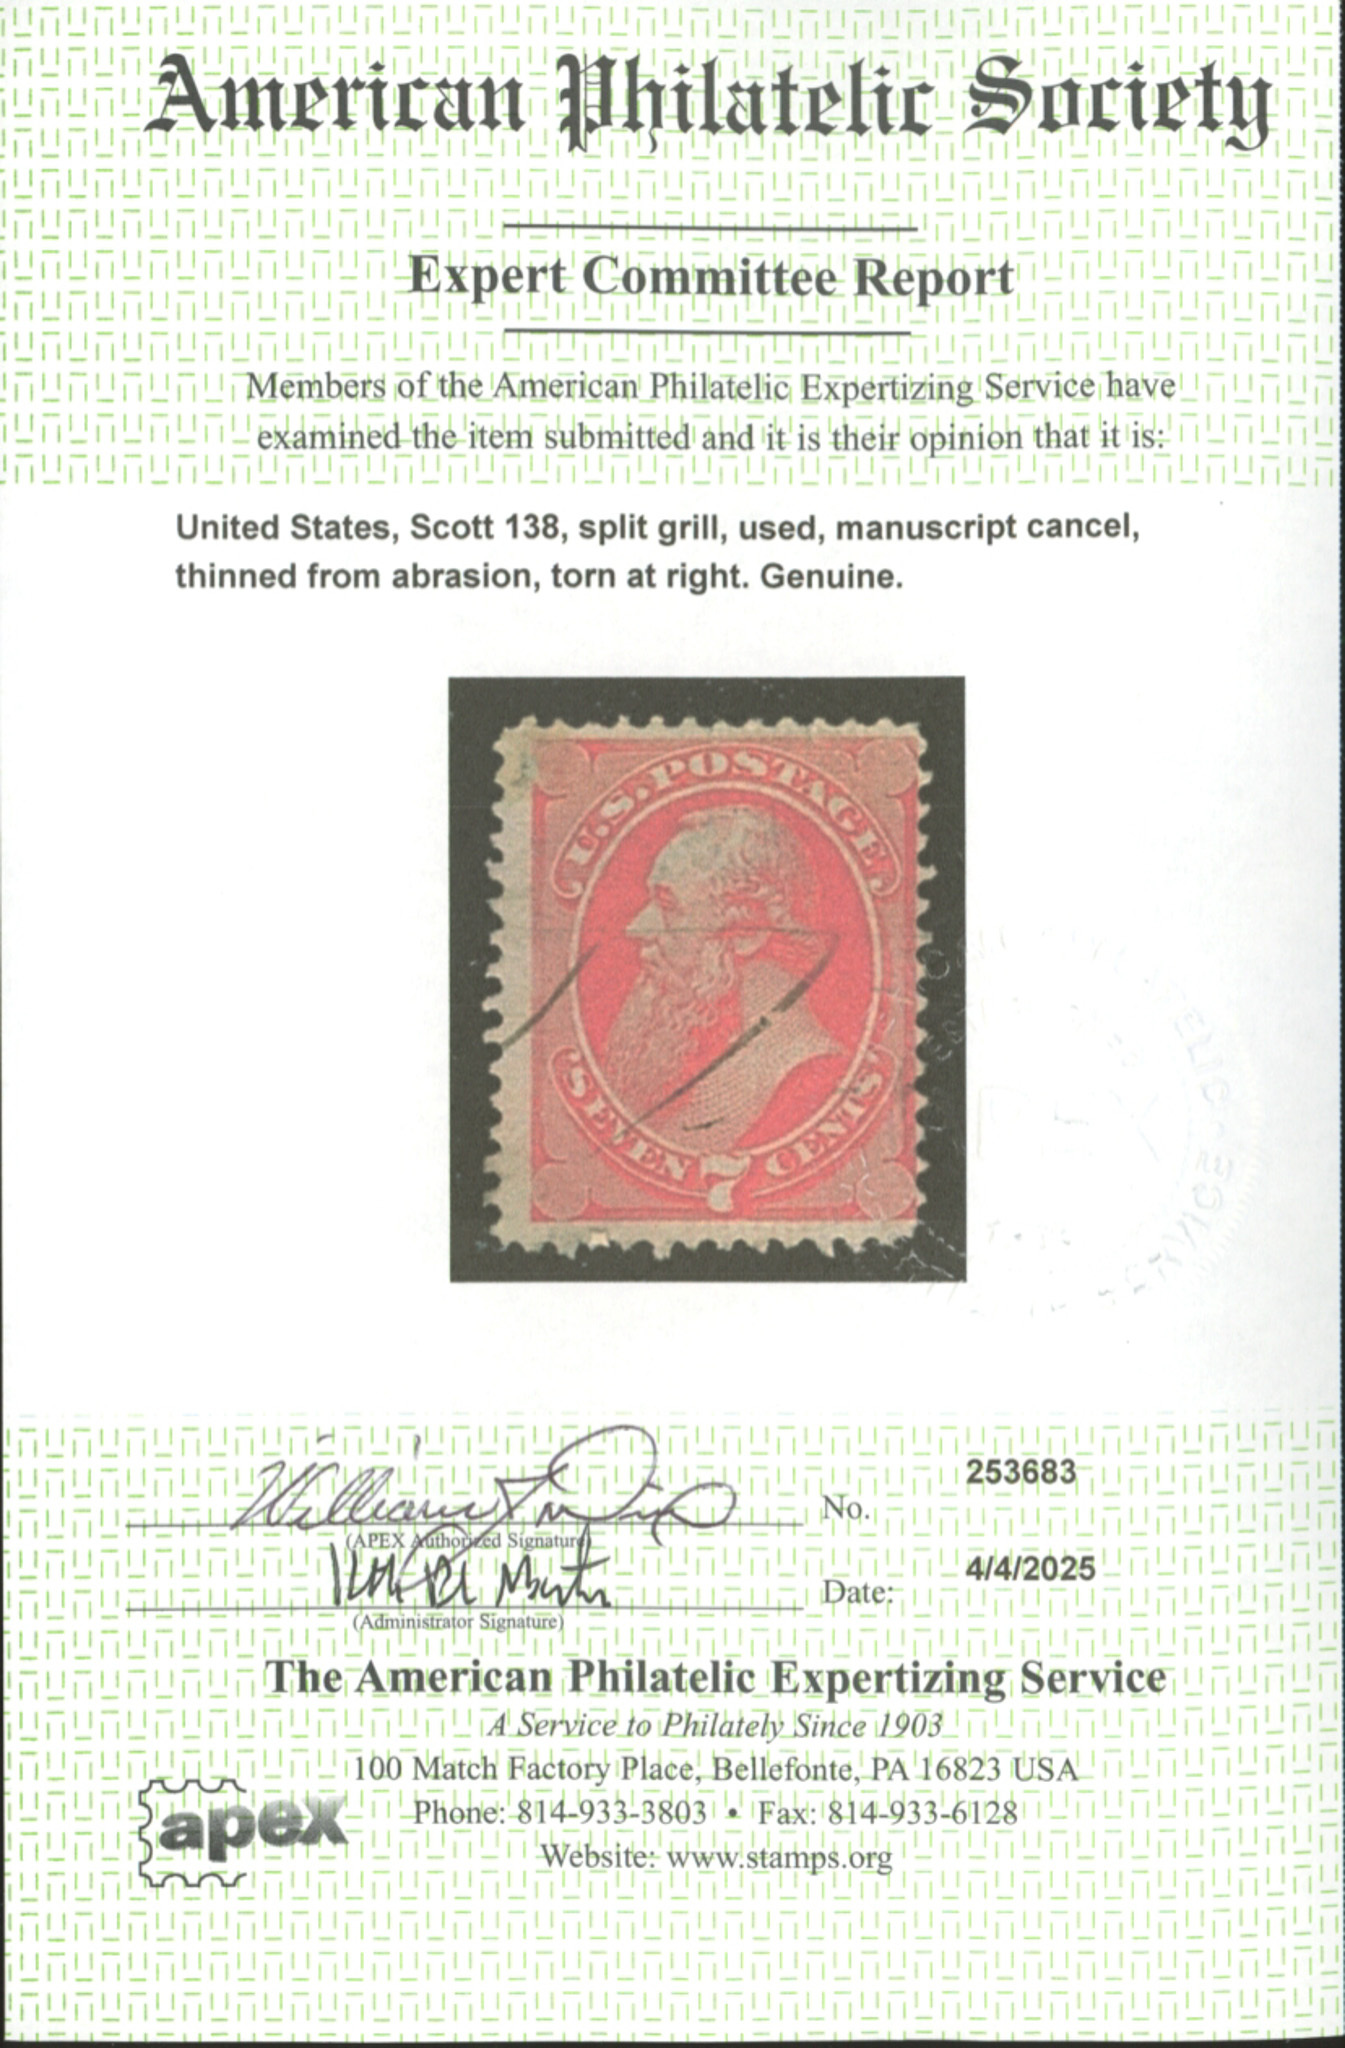 American Philatelic Society
Expert Committee Report
Members of the American Philatelic Expertizing Service have
examined the item submitted and it is their opinion that it is:
United States, Scott 138, split grill, used, manuscript cancel,
thinned from abrasion, torn at right. Genuine.
U.S. POSTAGE
SEVEN 7 CENTS
253683
No.
(APEX Authorized Signature)
4/4/2025
Date:
(Administrator Signature)
The American Philatelic Expertizing Service
A Service to Philately Since 1903
100 Match Factory Place, Bellefonte, PA 16823 USA
Phone: 814-933-3803 • Fax: 814-933-6128
Website: www.stamps.org
apex